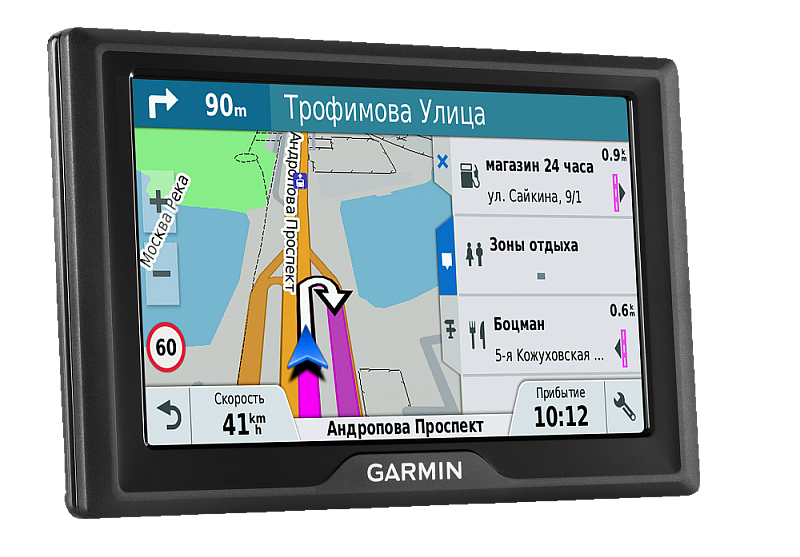 90m
Трофимова Улица
Андропова Проспект
Москва Река
+
-
60
0.9 km
магазин 24 часа
ул. Сайкина, 9/1
Зоны отдыха
0.6 km
Боцман
5-я Кожуховская ...
Скорость
41 km h
Андропова Проспект
Прибытие
10:12
GARMIN